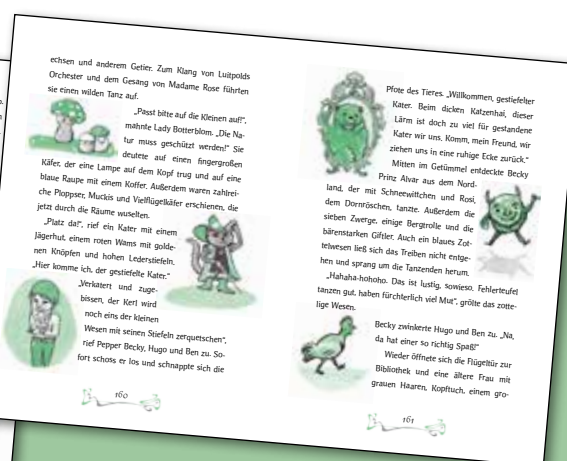 echsen und anderem Getier. Zum Klang von Luitpolds
Orchester und dem Gesang von Madame Rose führten
sie einen wilden Tanz auf.
„Passt bitte auf die Kleinen auf!“,
mahnte Lady Botterblom. „Die Na-
tur muss geschützt werden!“ Sie
deutete auf einen fingergroßen
Käfer, der eine Lampe auf dem Kopf trug und auf eine
blaue Raupe mit einem Koffer. Außerdem waren zahlrei-
che Ploppser, Muckis und Vielflügelkäfer erschienen, die
jetzt durch die Räume wuselten.
„Platz da!“, rief ein Kater mit einem
Jägerhut, einem roten Wams mit golde-
nen Knöpfen und hohen Lederstiefeln.
„Hier komme ich, der gestiefelte Kater.“
„Verkatert und zuge-
bissen, der Kerl wird
noch eins der kleinen
Wesen mit seinen Stiefeln zerquetschen“,
rief Pepper Becky, Hugo und Ben zu. So-
fort schoss er los und schnappte sich die
160
Pfote des Tieres. „Willkommen, gestiefelter
Kater. Beim dicken Katzenhai, dieser
Lärm ist doch zu viel für gestandene
Kater wie uns. Komm, mein Freund, wir
ziehen uns in eine ruhige Ecke zurück.“
Mitten im Getümmel entdeckte Becky
Prinz Alvar aus dem Nord-
land, der mit Schneewittchen und Rosi,
dem Dornröschen, tanzte. Außerdem die
sieben Zwerge, einige Bergtrolle und die
bärenstarken Giftler. Auch ein blaues Zot-
telwesen ließ sich das Treiben nicht entge-
hen und sprang um die Tanzenden herum.
„Hahaha-hohoho. Das ist lustig, sowieso. Fehlerteufel
tanzen gut, haben fürchterlich viel Mut“, grölte das zotte-
lige Wesen.
Becky zwinkerte Hugo und Ben zu. „Na,
da hat einer so richtig Spaß!“
Wieder öffnete sich die Flügeltür zur
Bibliothek und eine ältere Frau mit
grauen Haaren, Kopftuch, einem gro-
161